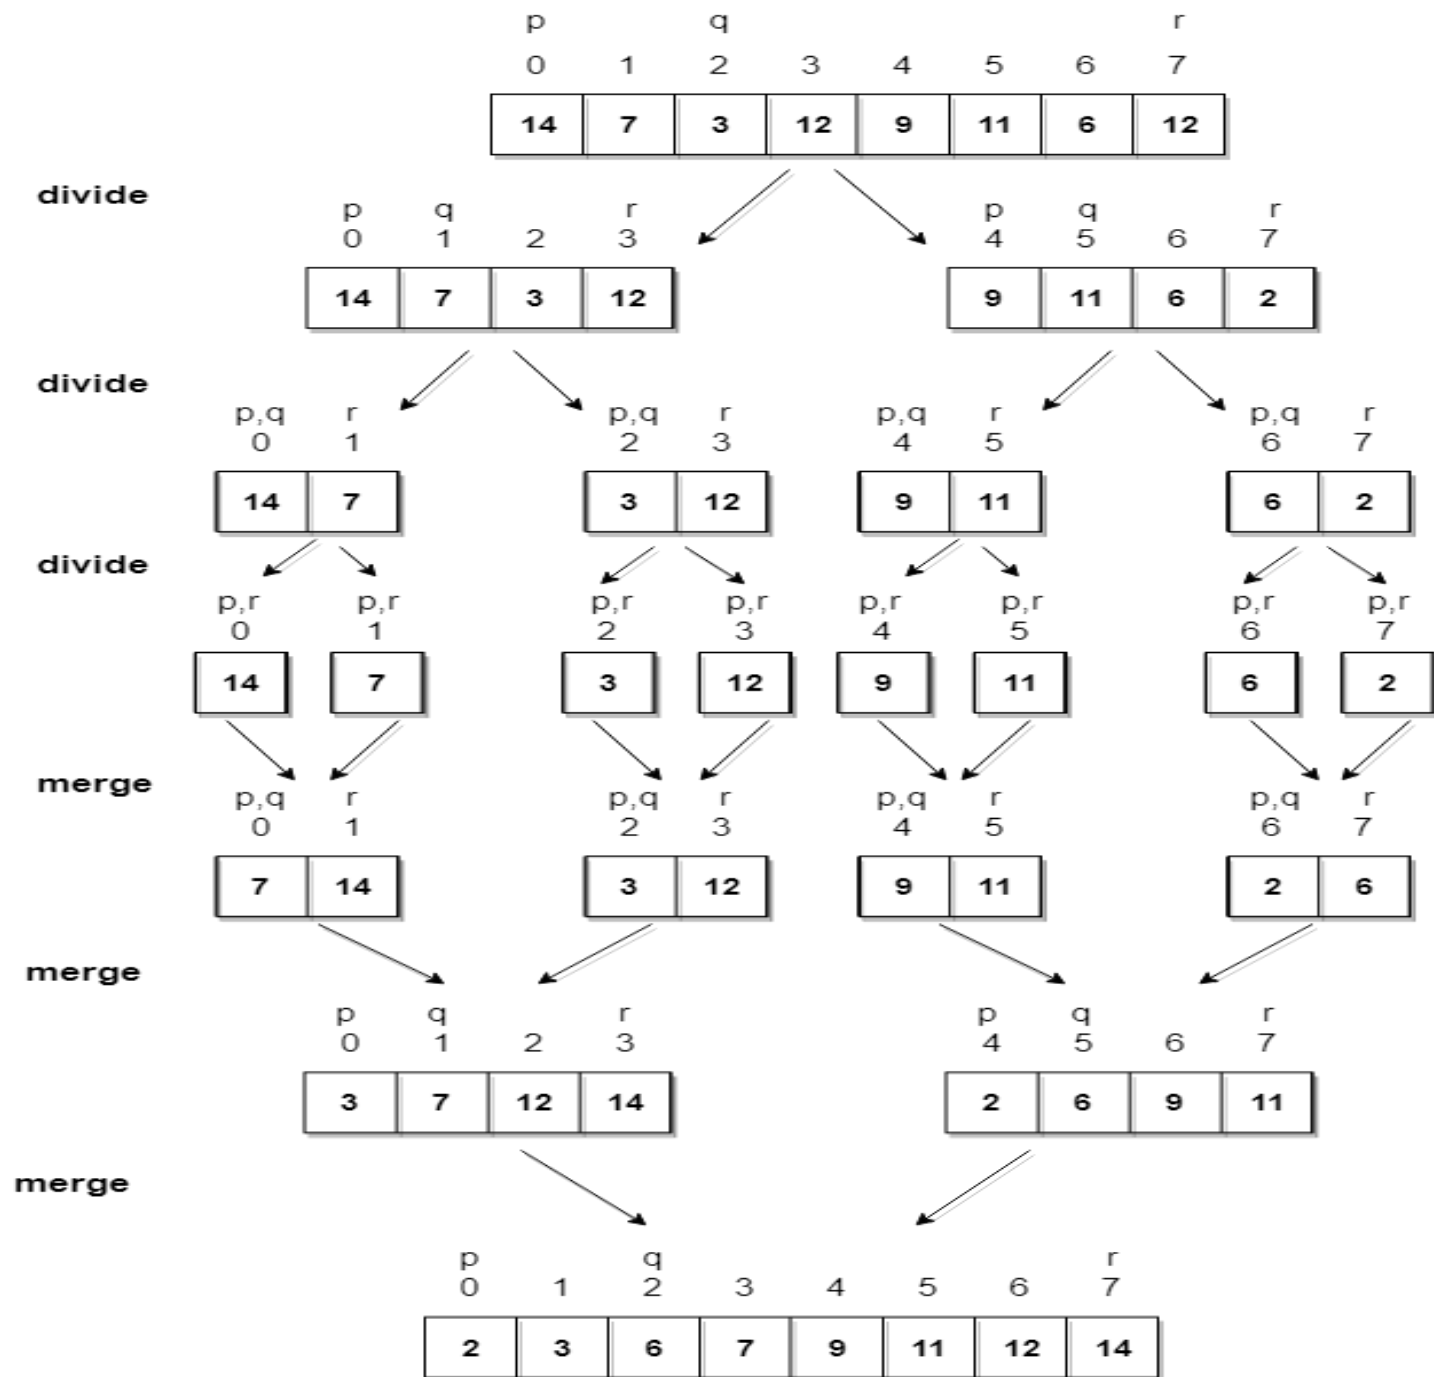 p q r
0 1 2 3 4 5 6 7
14 7 3 12 9 11 6 12
divide
p q r p q r
0 1 2 3 4 5 6 7
14 7 3 12 9 11 6 2
divide
p,q r p,q r p,q r p,q r
0 1 2 3 4 5 6 7
14 7 3 12 9 11 6 2
divide
p,r p,r p,r p,r p,r p,r p,r p,r
0 1 2 3 4 5 6 7
14 7 3 12 9 11 6 2
merge
p,q r p,q r p,q r p,q r
0 1 2 3 4 5 6 7
7 14 3 12 9 11 2 6
merge
p q r p q r
0 1 2 3 4 5 6 7
3 7 12 14 2 6 9 11
merge
p q r
0 1 2 3 4 5 6 7
2 3 6 7 9 11 12 14